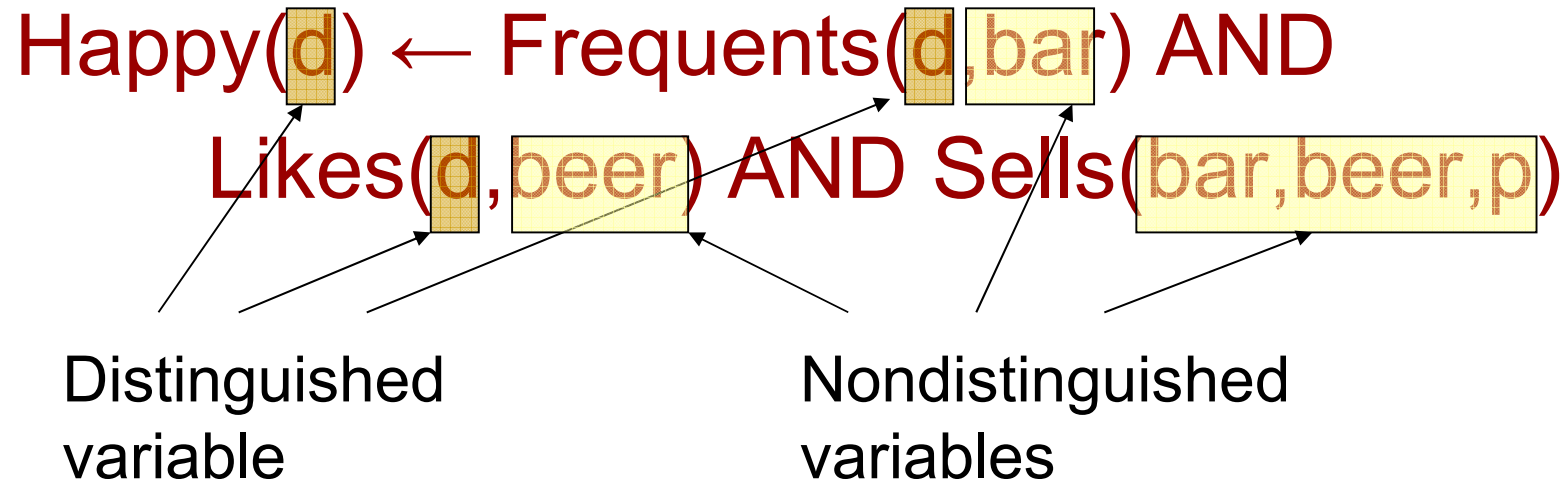 Happy(d) ← Frequents(d,bar) AND
Likes(d,beer) AND Sells(bar,beer,p)
Distinguished
variable
Nondistinguished
variables